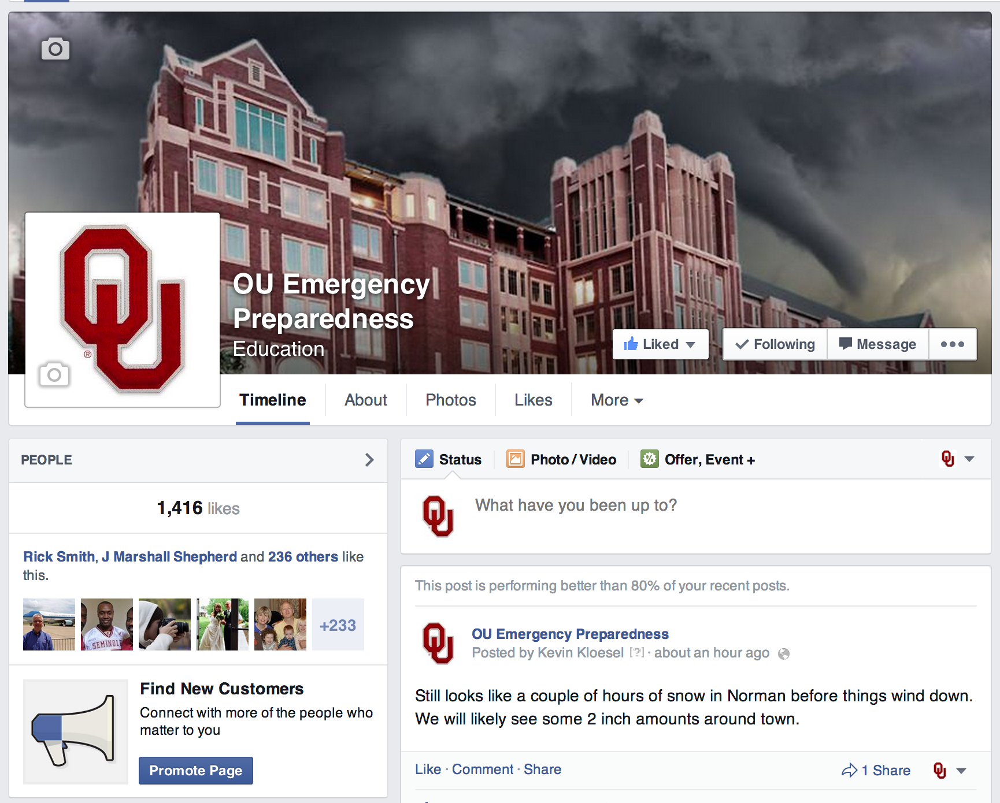 OU Emergency
Preparedness
Education
®
Liked
Following
Message
Timeline
About
Photos
Likes
More
PEOPLE
1,416 likes
Rick Smith, J Marshall Shepherd and 236 others like
this.
SEMINOLE
+233
Find New Customers
Connect with more of the people who
matter to you
Promote Page
Status
Photo / Video
Offer, Event +
What have you been up to?
This post is performing better than 80% of your recent posts.
OU Emergency Preparedness
Posted by Kevin Kloesel [?] · about an hour ago
Still looks like a couple of hours of snow in Norman before things wind down.
We will likely see some 2 inch amounts around town.
Like · Comment · Share
1 Share